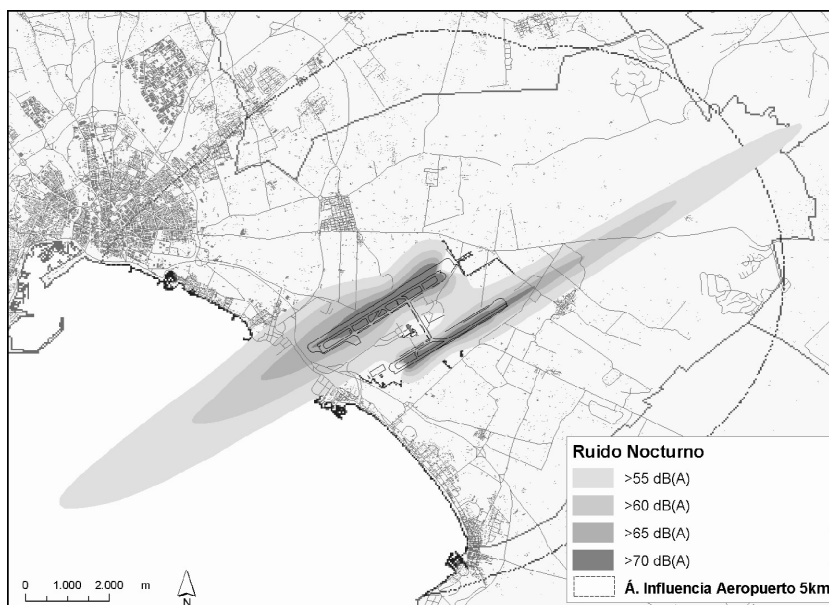 Ruido Nocturno
>55 dB(A)
>60 dB(A)
>65 dB(A)
>70 dB(A)
Á. Influencia Aeropuerto 5km
0 1.000 2.000 m
N